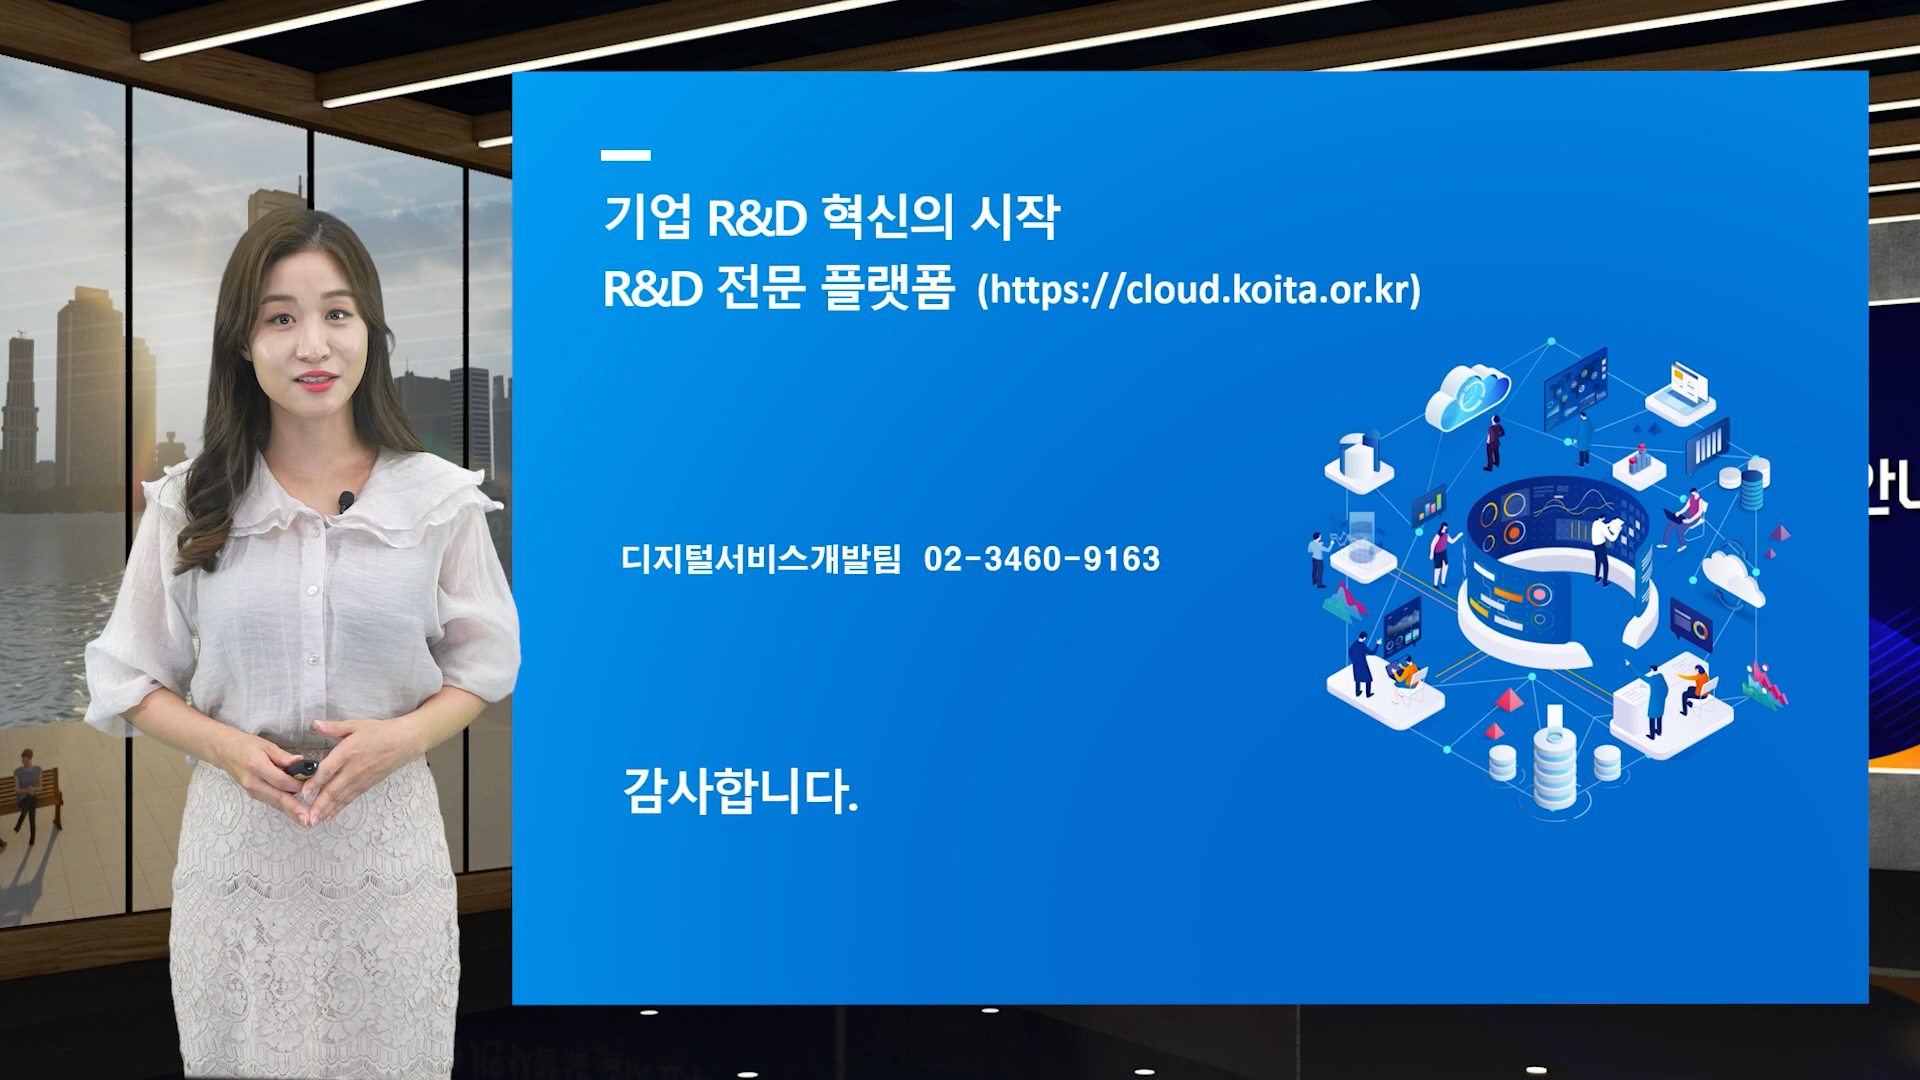 기업 R&D 혁신의 시작
R&D 전문 플랫폼 (https://cloud.koita.or.kr)
디지털서비스개발팀 02-3460-9163
감사합니다.